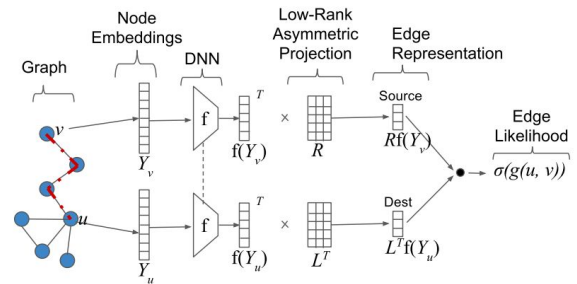 Graph
Node
Embeddings
DNN
Low-Rank
Asymmetric
Projection
Edge
Representation
v
Y_v
f
f(Y_v)
T
×
R
Source
Rf(Y_v)
Edge
Likelihood
σ(g(u, v))
u
Y_u
f
f(Y_u)
T
×
L^T
Dest
L^T f(Y_u)